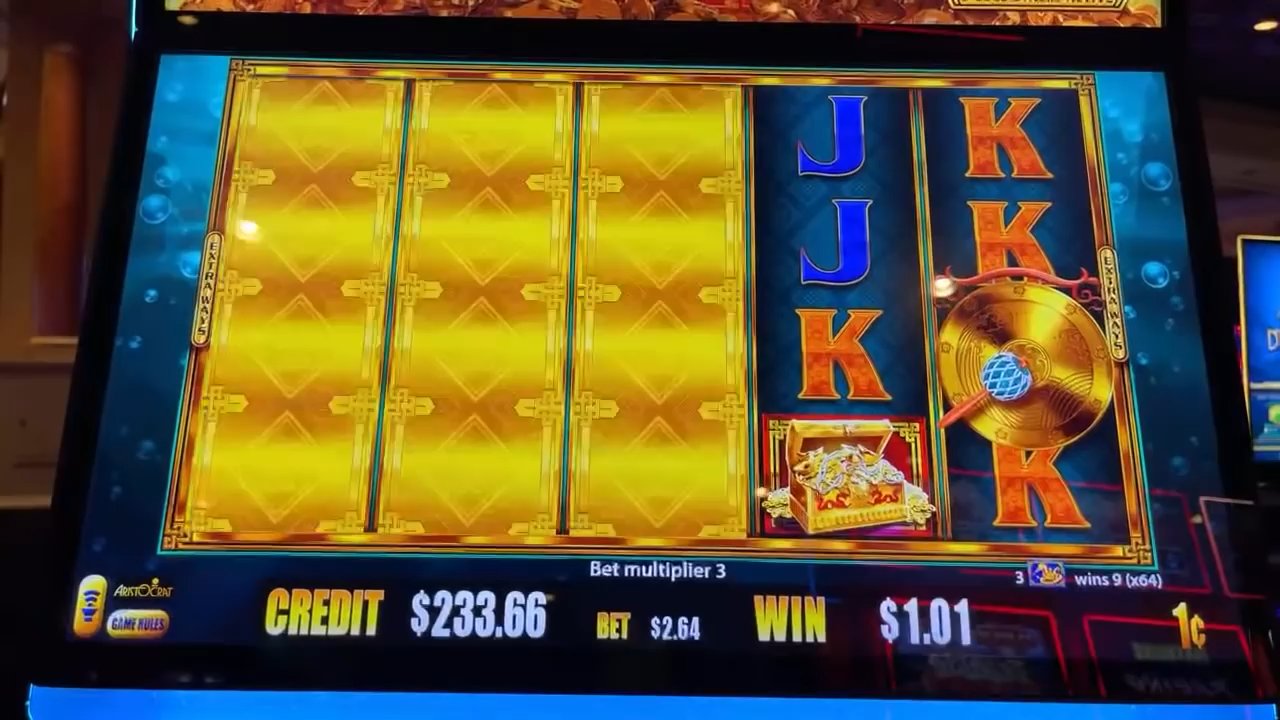 J
K
J
K
K
K
EXTRA WAYS
EXTRA WAYS
Bet multiplier 3
3 wins 9 (x64)
ARISTOCRAT
GAME RULES
CREDIT $233.66
BET $2.64
WIN $1.01
1¢